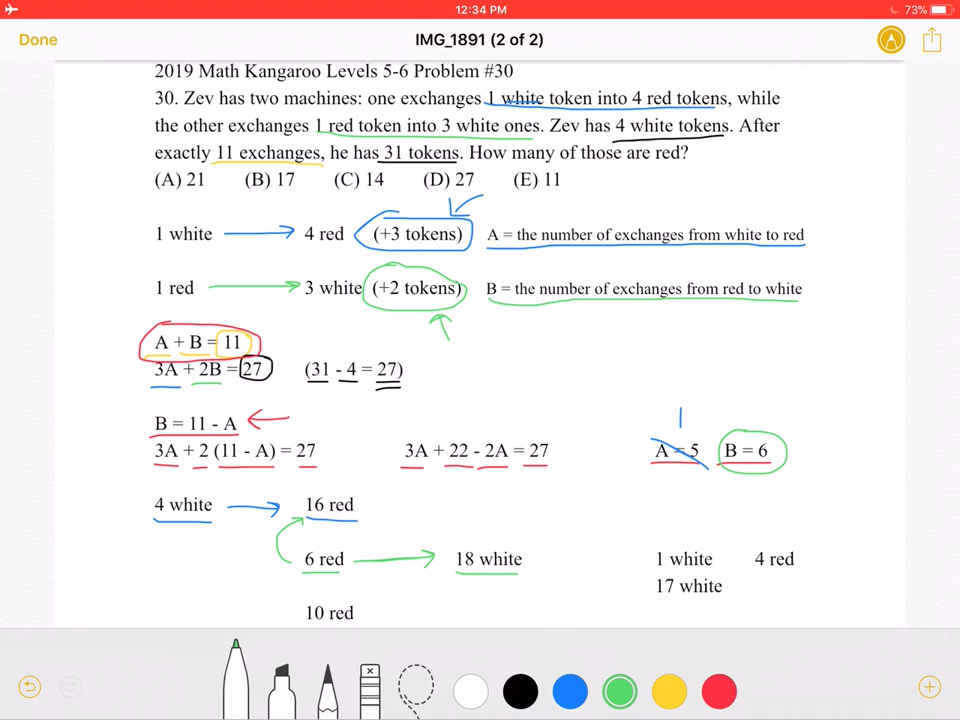 12:34 PM
73%
Done
IMG_1891 (2 of 2)
2019 Math Kangaroo Levels 5-6 Problem #30
30. Zev has two machines: one exchanges 1 white token into 4 red tokens, while
the other exchanges 1 red token into 3 white ones. Zev has 4 white tokens. After
exactly 11 exchanges, he has 31 tokens. How many of those are red?
(A) 21 (B) 17 (C) 14 (D) 27 (E) 11
1 white 4 red (+3 tokens) A = the number of exchanges from white to red
1 red 3 white (+2 tokens) B = the number of exchanges from red to white
A + B = 11
3A + 2B = 27 (31 - 4 = 27)
B = 11 - A
1
3A + 2 (11 - A) = 27 3A + 22 - 2A = 27 A = 5 B = 6
4 white 16 red
6 red 18 white 1 white 4 red
17 white
10 red